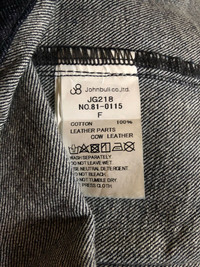 Johnbull co.,ltd.
JG218
NO.81-0115
F
COTTON 100%
LEATHER PARTS
COW LEATHER
WASH SEPARATELY
DO NOT LEAVE WET
USE NEUTRAL DETERGENT
DO NOT BLEACH
DO NOT TUMBLE DRY
PRESS CLOTH